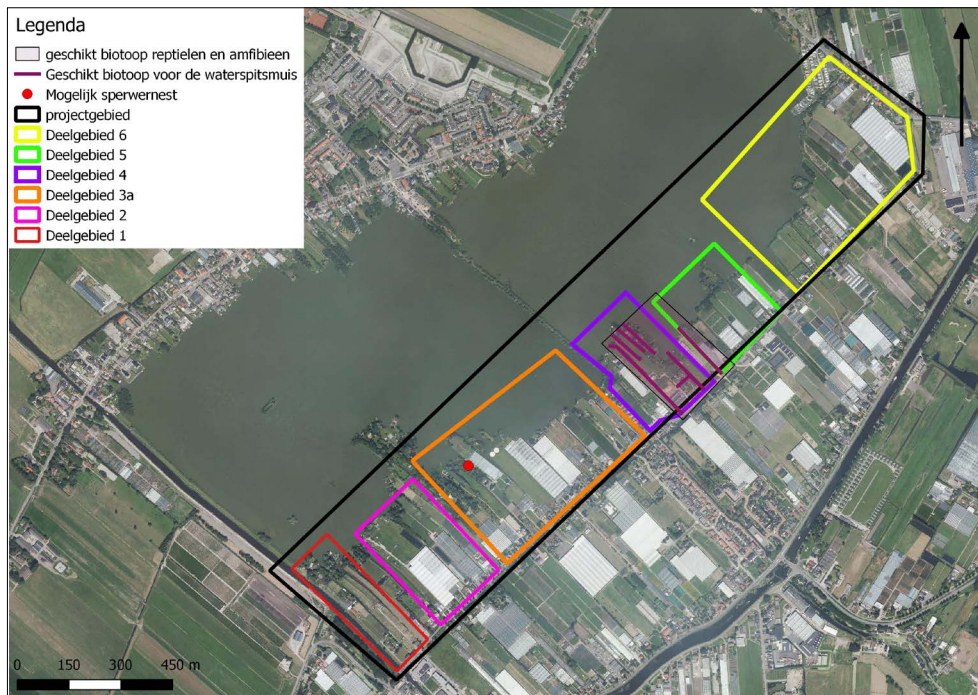 Legenda
geschikt biotoop reptielen en amfibieen
Geschikt biotoop voor de waterspitsmuis
Mogelijk sperwernest
projectgebied
Deelgebied 6
Deelgebied 5
Deelgebied 4
Deelgebied 3a
Deelgebied 2
Deelgebied 1
0 150 300 450 m